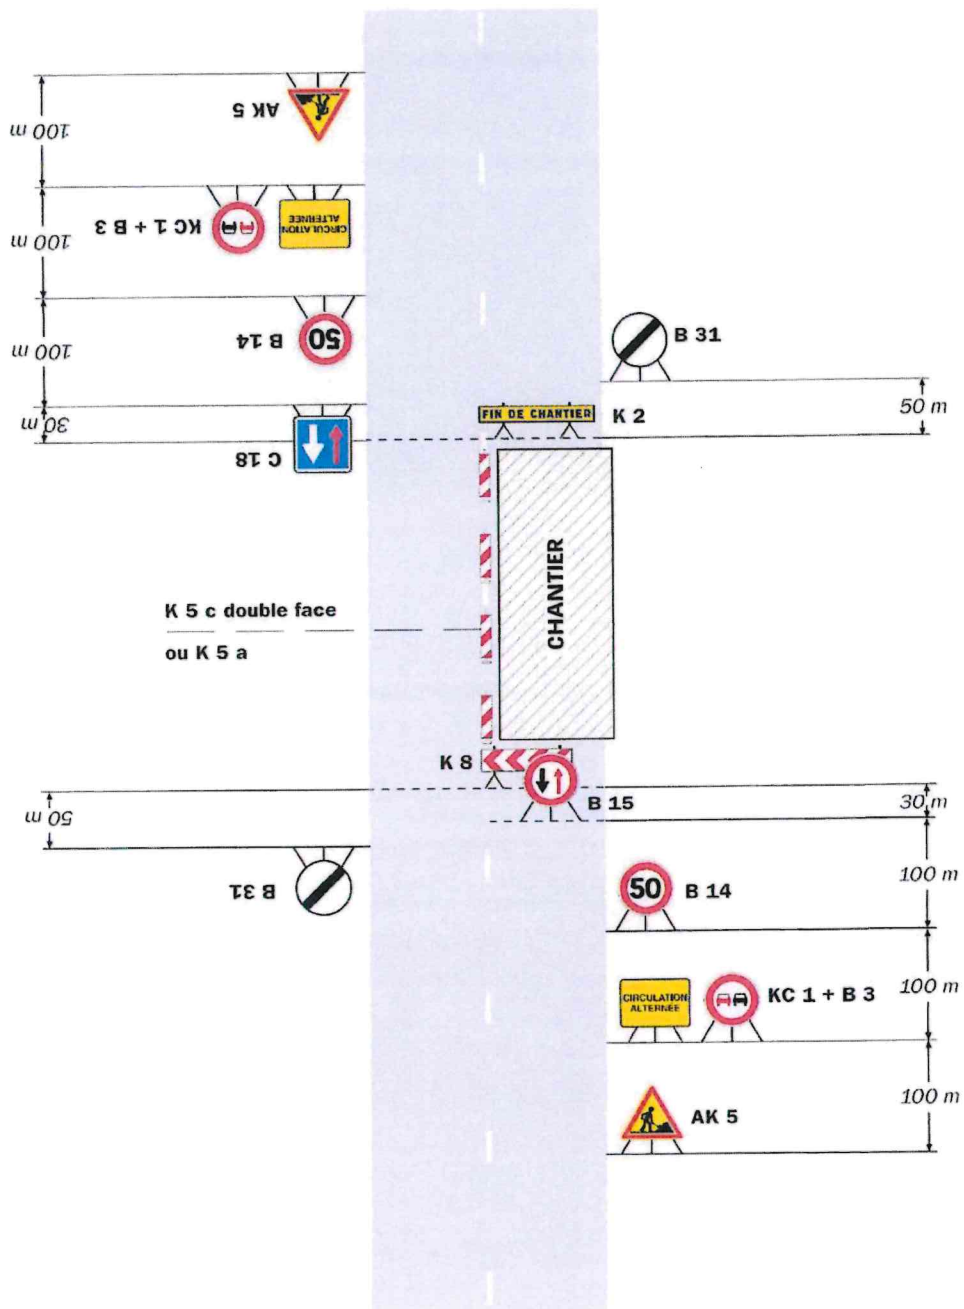 AK 5
100 m
KC 1 + B 3
CIRCULATION
ALTERNÉE
100 m
B 14
50
100 m
B 31
50 m
FIN DE CHANTIER
K 2
30 m
C 18
CHANTIER
K 5 c double face
ou K 5 a
K 8
B 15
30 m
50 m
B 31
100 m
50
B 14
CIRCULATION
ALTERNÉE
KC 1 + B 3
100 m
AK 5
100 m